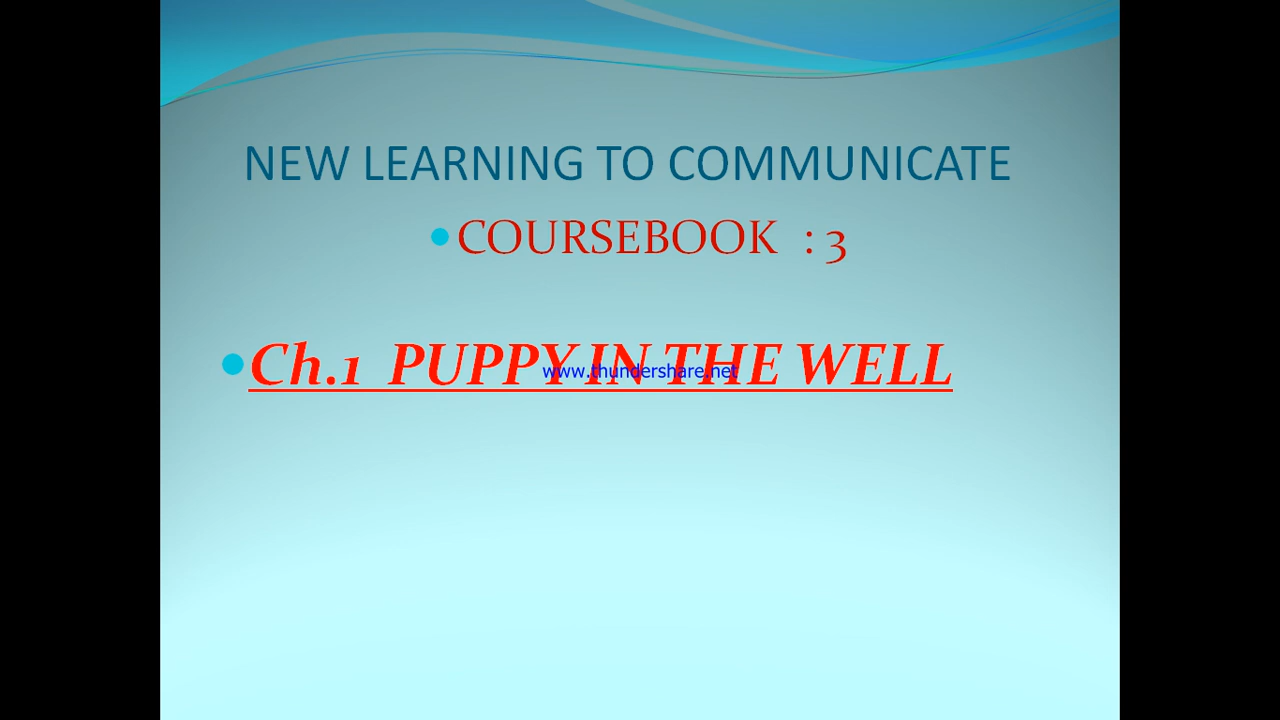 NEW LEARNING TO COMMUNICATE
COURSEBOOK : 3
Ch.1 PUPPY IN THE WELL
www.thundershare.net